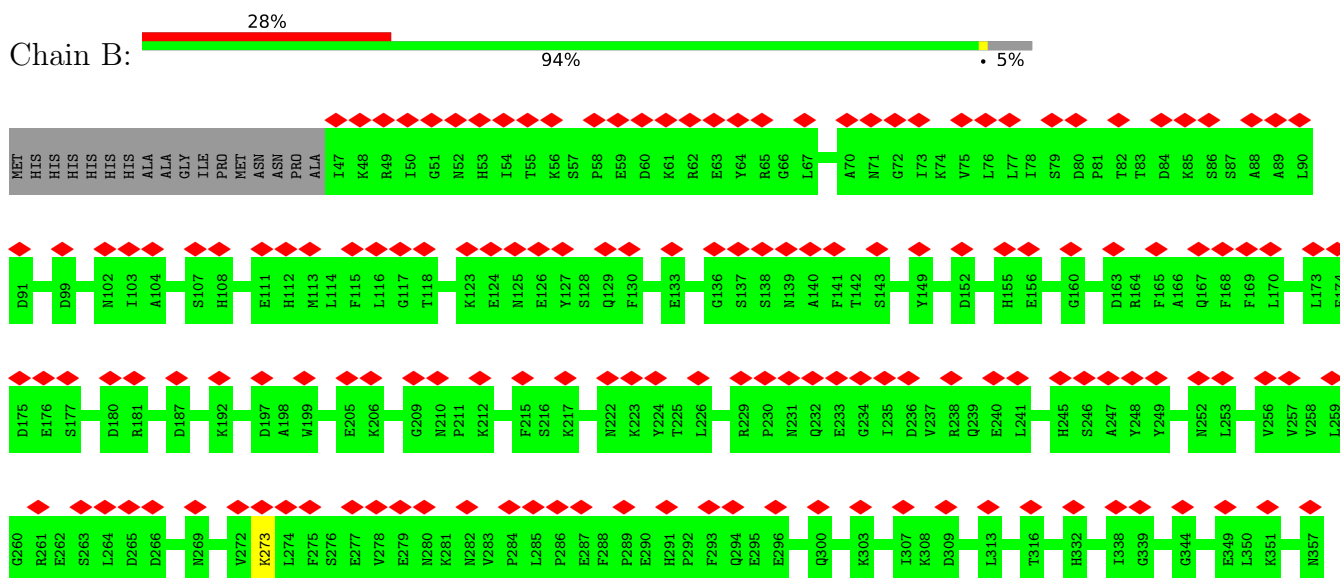 28%
Chain B:
94% • 5%
MET HIS HIS HIS HIS HIS HIS ALA ALA GLY ILE PRO MET ASN ASN PRO ALA I47 K48 R49 I50 G51 N52 H53 I54 T55 K56 S57 P58 E59 D60 K61 R62 E63 Y64 R65 G66 L67 A70 N71 G72 I73 K74 V75 L76 L77 I78 S79 D80 P81 T82 T83 D84 K85 S86 S87 A88 A89 L90
D91 D99 N102 I103 A104 S107 H108 E111 H112 M113 L114 F115 L116 G117 T118 K123 E124 N125 E126 Y127 S128 Q129 F130 E133 G136 S137 S138 N139 A140 F141 T142 S143 Y149 D152 H155 E156 G160 D163 R164 F165 A166 Q167 F168 F169 L170 L173 F174
D175 E176 S177 D180 R181 D187 K192 D197 A198 W199 E205 K206 G209 N210 P211 K212 F215 S216 K217 N222 K223 Y224 T225 L226 R229 P230 N231 Q232 E233 G234 I235 D236 V237 R238 Q239 E240 L241 H245 S246 A247 Y248 Y249 N252 L253 V256 V257 V258 L259
G260 R261 E262 S263 L264 D265 D266 N269 V272 K273 L274 F275 S276 E277 V278 E279 N280 K281 N282 V283 P284 L285 P286 E287 F288 P289 E290 H291 P292 F293 Q294 E295 E296 Q300 K303 I307 K308 D309 L313 T316 H332 I338 G339 G344 E349 L350 K351 N357